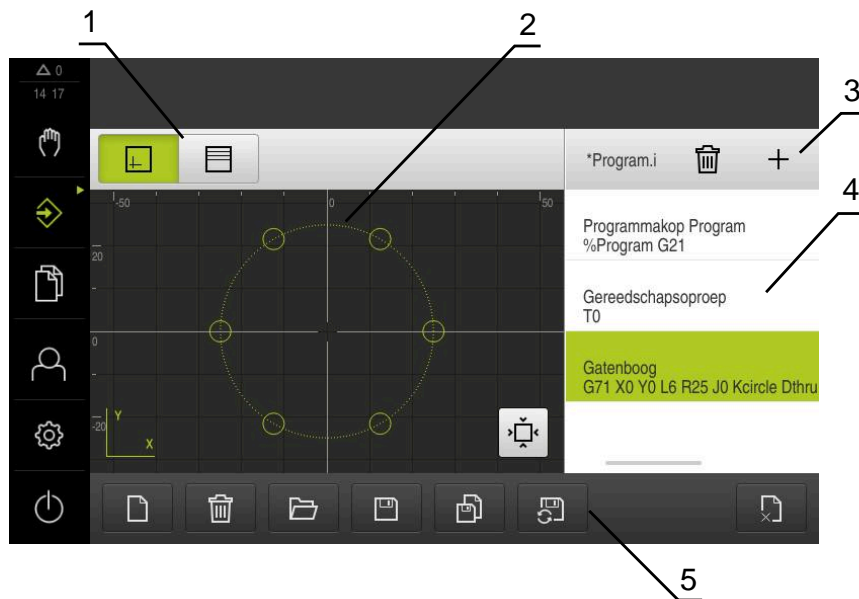 1
2
3
4
5
0
14 17
*Program.i
-50
0
50
20
0
-20
Y
X
Programmakop Program
%Program G21
Gereedschapsoproep
T0
Gatenboog
G71 X0 Y0 L6 R25 J0 Kcircle Dthru